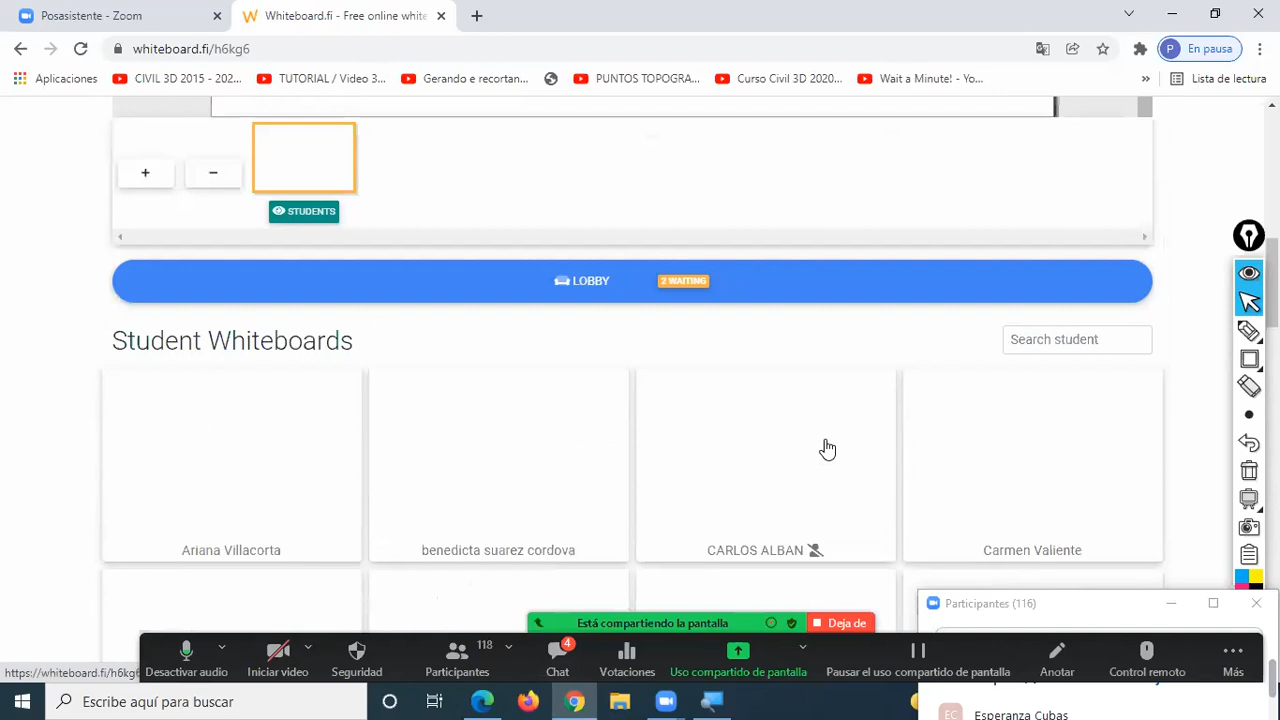 Posasistente - Zoom
Whiteboard.fi - Free online white
whiteboard.fi/h6kg6
P En pausa
Aplicaciones
CIVIL 3D 2015 - 202...
TUTORIAL / Video 3...
Gerando e recortan...
PUNTOS TOPOGRA...
Curso Civil 3D 2020...
Wait a Minute! - Yo...
»
Lista de lectura
+
−
STUDENTS
LOBBY
2 WAITING
Student Whiteboards
Search student
Ariana Villacorta
benedicta suarez cordova
CARLOS ALBAN
Carmen Valiente
Participantes (116)
Está compartiendo la pantalla
Deja de
118
4
Desactivar audio
Iniciar video
Seguridad
Participantes
Chat
Votaciones
Uso compartido de pantalla
Pausar el uso compartido de pantalla
Anotar
Control remoto
Más
https://whiteboard.fi/h6kg6
Escribe aquí para buscar
EC
Esperanza Cubas